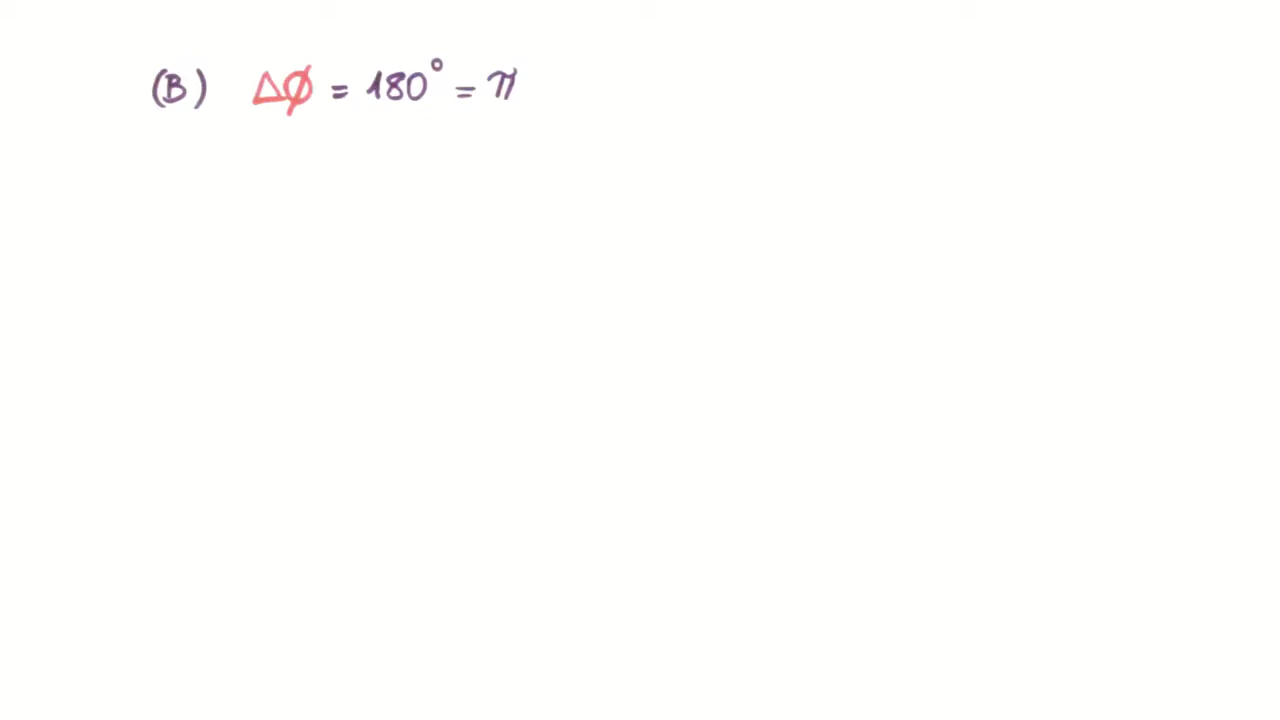 (B) Δϕ = 180° = π